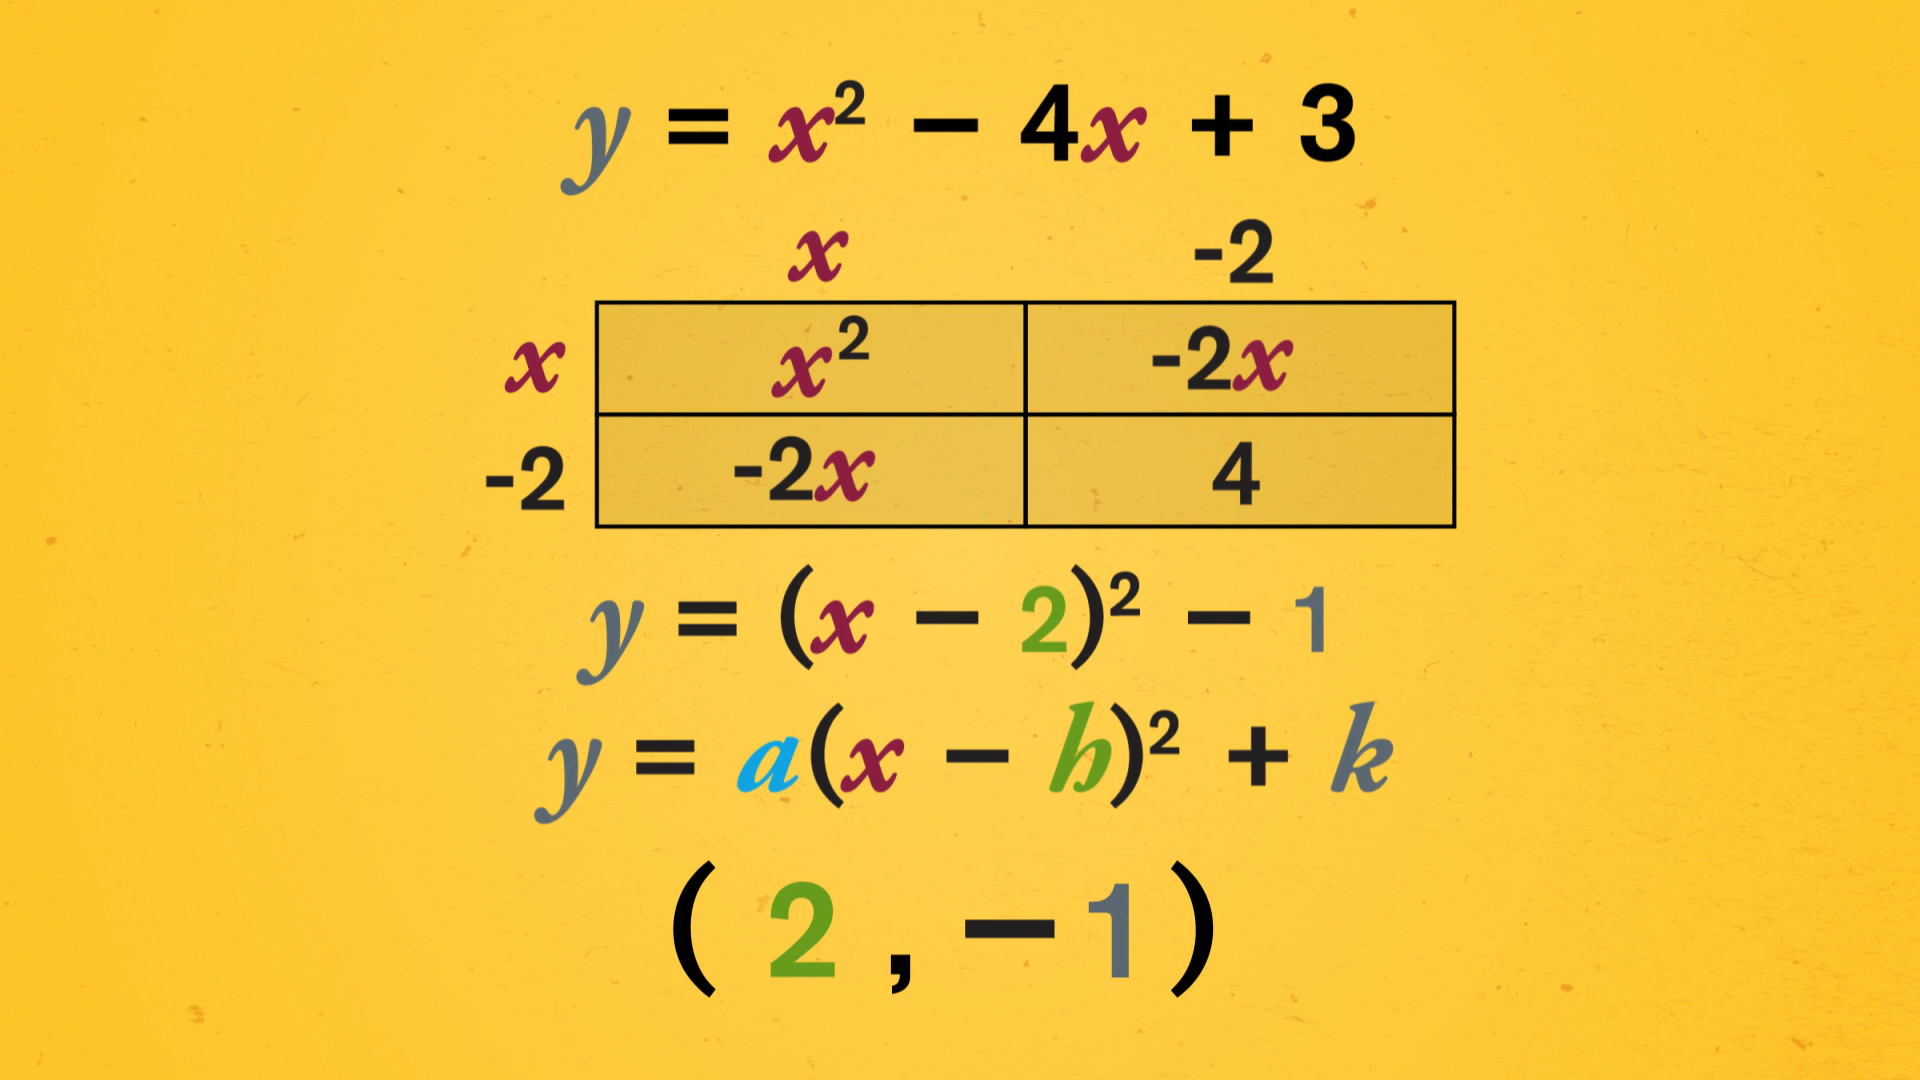 y = x² − 4x + 3
x -2
x x² -2x
-2 -2x 4
y = (x − 2)² − 1
y = a(x − h)² + k
( 2 , −1 )